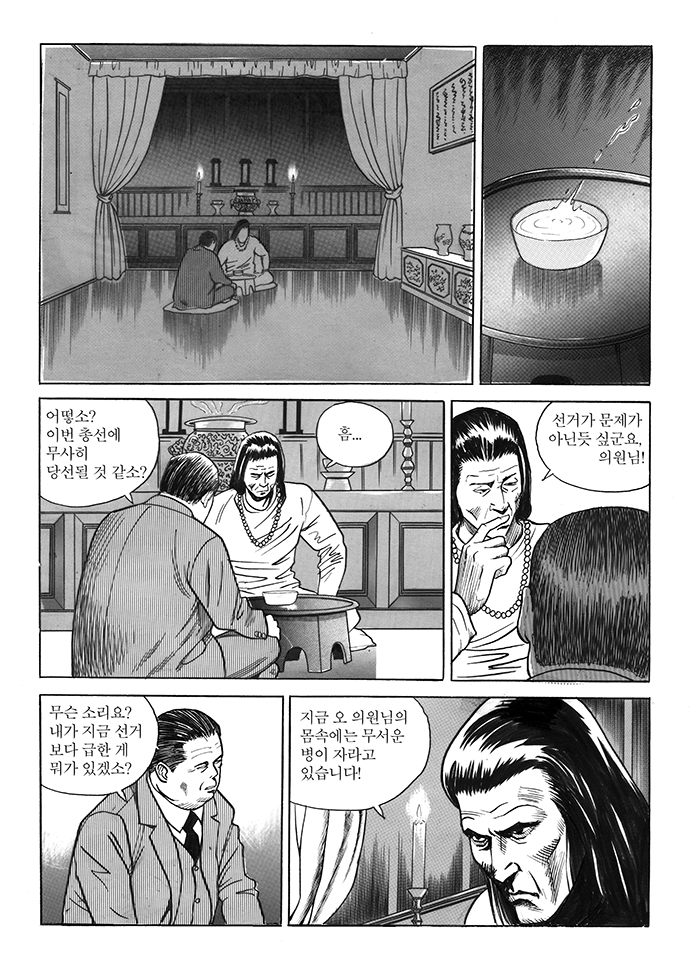 어떻소?
이번 총선에
무사히
당선될 것 같소?
흠...
선거가 문제가
아닌듯 싶군요,
의원님!
무슨 소리요?
내가 지금 선거
보다 급한 게
뭐가 있겠소?
지금 오 의원님의
몸속에는 무서운
병이 자라고
있습니다!